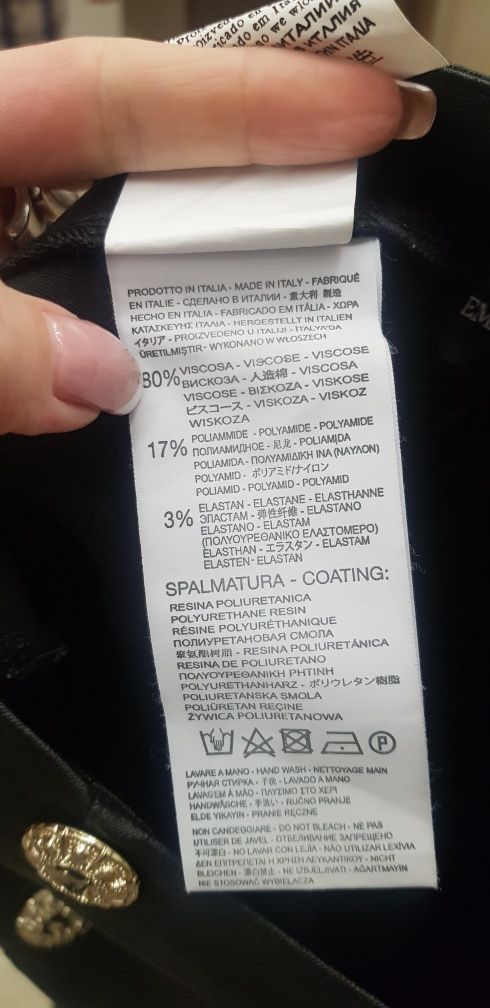 ИТАЛИИ
ИТАЛИЯ
PRODOTTO IN ITALIA - MADE IN ITALY - FABRIQUÉ
EN ITALIE - СДЕЛАНО В ИТАЛИИ - 意大利 製造
HECHO EN ITALIA - FABRICADO EM ITÁLIA - ΧΩΡΑ
ΚΑΤΑΣΚΕΥΗΣ ΙΤΑΛΙΑ - HERGESTELLT IN ITALIEN
イタリア - PROIZVEDENO U ITALIJI - ITALYA'DA
ÜRETILMIŞTIR - WYKONANO W WŁOSZECH
80% VISCOSA - VISCOSE - VISCOSE
ВИСКОЗА - 人造棉 - VISCOSA
VISCOSE - ΒΙΣΚΟΖΑ - VISKOSE
ビスコース - VISKOZA - VISKOZ
WISKOZA
17% POLIAMMIDE - POLYAMIDE - POLYAMIDE
ПОЛИАМИДНОЕ - 尼龙 - POLIAMIDA
POLIAMIDA - ΠΟΛΥΑΜΙΔΙΚΗ ΙΝΑ (ΝΑΥΛΟΝ)
POLYAMID - ポリアミド/ナイロン
POLIAMID - POLYAMID - POLYAMID
3% ELASTAN - ELASTANE - ELASTHANNE
ЭЛАСТАМ - 弹性纤维 - ELASTANO
ELASTANO - ELASTAM
(ΠΟΛΥΟΥΡΕΘΑΝΙΚΟ ΕΛΑΣΤΟΜΕΡΟ)
ELASTHAN - エラスタン - ELASTAM
ELASTEN - ELASTAN
SPALMATURA - COATING:
RESINA POLIURETANICA
POLYURETHANE RESIN
RÉSINE POLYURÉTHANIQUE
ПОЛИУРЕТАНОВАЯ СМОЛА
聚氨酯树脂 - RESINA POLIURETÁNICA
RESINA DE POLIURETANO
ΠΟΛΥΟΥΡΕΘΑΝΙΚΗ ΡΗΤΙΝΗ
POLYURETHANHARZ - ポリウレタン樹脂
POLIURETANSKA SMOLA
POLIÜRETAN REÇINE
ŻYWICA POLIURETANOWA
P
LAVARE A MANO - HAND WASH - NETTOYAGE MAIN
РУЧНАЯ СТИРКА - 手洗 - LAVADO A MANO
LAVAGEM À MÃO - ΠΛΥΣΙΜΟ ΣΤΟ ΧΕΡΙ
HANDWÄSCHE - 手洗い - RUČNO PRANJE
ELDE YIKAYIN - PRANIE RĘCZNE
NON CANDEGGIARE - DO NOT BLEACH - NE PAS
UTILISER DE JAVEL - ОТБЕЛИВАНИЕ ЗАПРЕЩЕНО
不可漂白 - NO LAVAR CON LEJÍA - NÃO UTILIZAR LEXÍVIA
ΔΕΝ ΕΠΙΤΡΕΠΕΤΑΙ Η ΧΡΗΣΗ ΛΕΥΚΑΝΤΙΚΟΥ - NICHT
BLEICHEN - 漂白禁止 - NE IZBJELJIVATI - AĞARTMAYIN
NIE STOSOWAĆ WYBIELACZA